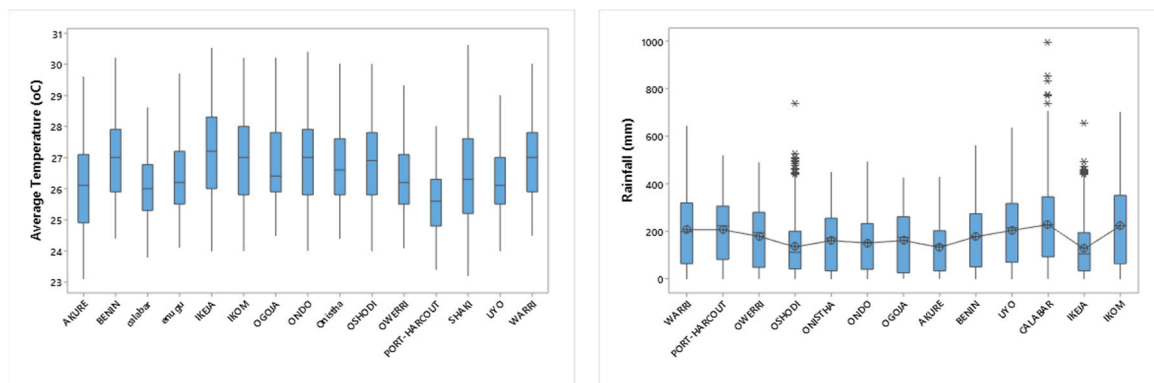 Average Temperature (oC)
31
30
29
28
27
26
25
24
23
AKURE
BENIN
calabar
enugu
IKEJA
IKOM
OGOJA
ONDO
Onistha
OSHODI
OWERRI
PORT-HARCOUT
SHAKI
UYO
WARRI
Rainfall (mm)
1000
800
600
400
200
0
WARRI
PORT-HARCOUT
OWERRI
OSHODI
ONISTHA
ONDO
OGOJA
AKURE
BENIN
UYO
CALABAR
IKEJA
IKOM